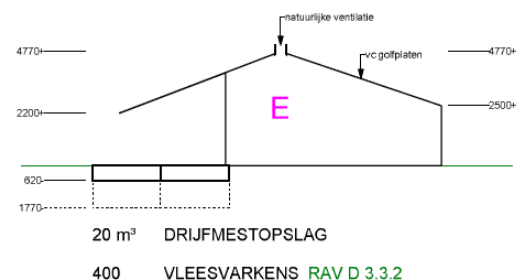 natuurlijke ventilatie
4770+
vc golfplaten
4770+
E
2200+
2500+
620-
1770-
20 m³ DRIJFMESTOPSLAG
400 VLEESVARKENS RAV D 3.3.2